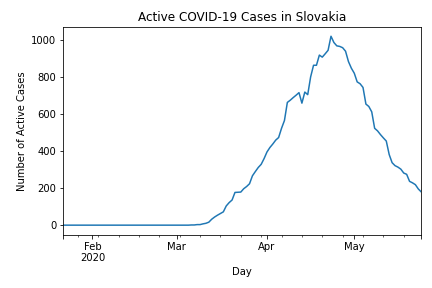 Active COVID-19 Cases in Slovakia
Number of Active Cases
1000
800
600
400
200
0
Feb
2020
Mar
Apr
May
Day